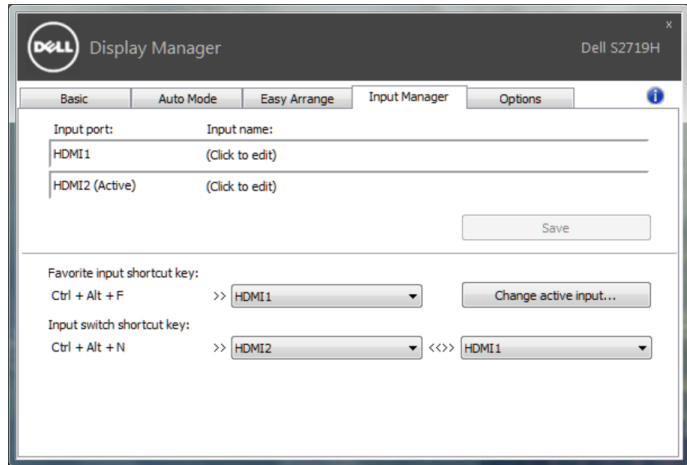 x
DELL Display Manager Dell S2719H
Basic Auto Mode Easy Arrange Input Manager Options i
Input port: Input name:
HDMI1 (Click to edit)
HDMI2 (Active) (Click to edit)
Save
Favorite input shortcut key:
Ctrl + Alt + F >> HDMI1 Change active input...
Input switch shortcut key:
Ctrl + Alt + N >> HDMI2 <<>> HDMI1